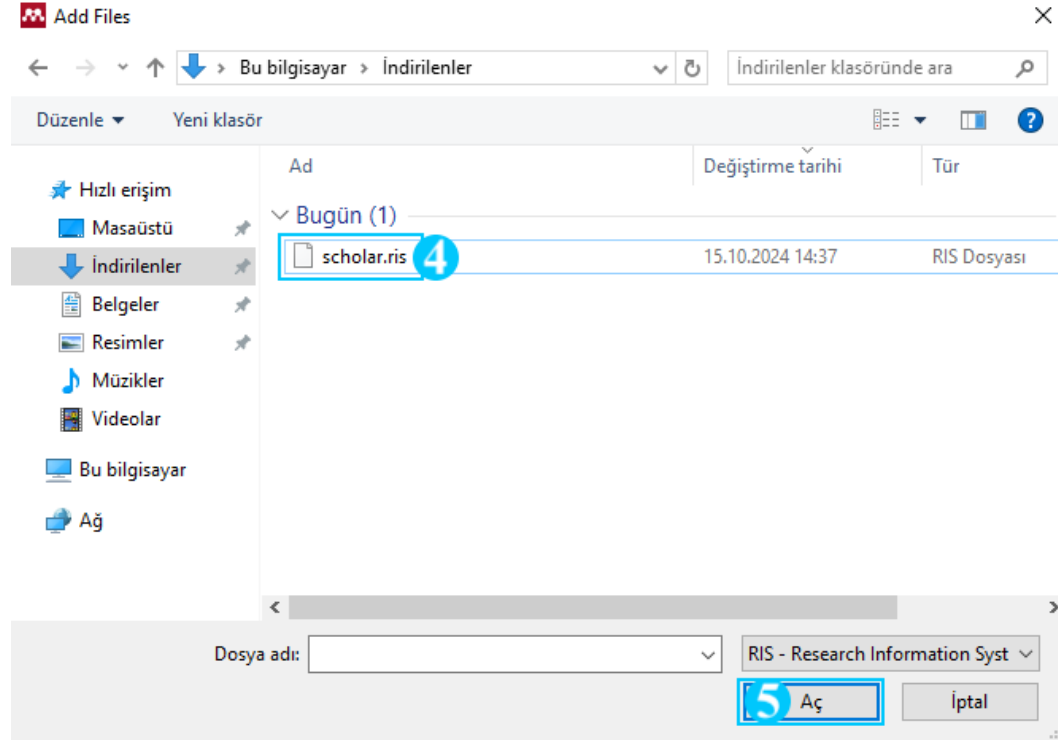 Add Files
Bu bilgisayar > İndirilenler
İndirilenler klasöründe ara
Düzenle Yeni klasör
Ad Değiştirme tarihi Tür
Hızlı erişim
Bugün (1)
Masaüstü
scholar.ris 4 15.10.2024 14:37 RIS Dosyası
İndirilenler
Belgeler
Resimler
Müzikler
Videolar
Bu bilgisayar
Ağ
Dosya adı: RIS - Research Information Syst
5 Aç İptal